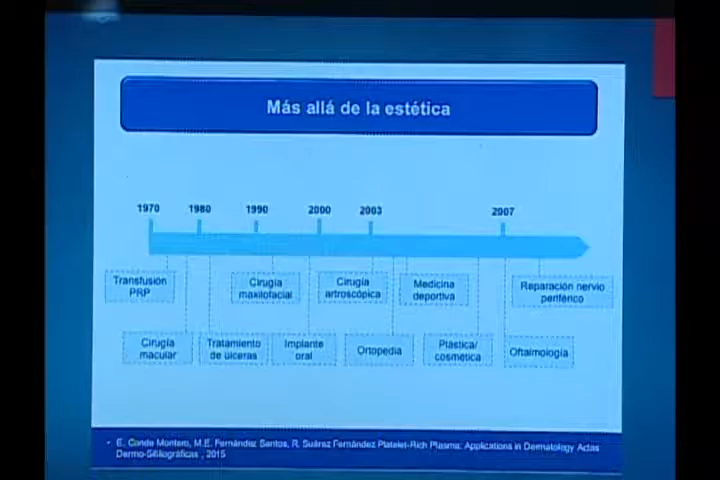 Más allá de la estética
1970 1980 1990 2000 2003 2007
Transfusión
PRP
Cirugía
maxilofacial
Cirugía
artroscópica
Medicina
deportiva
Reparación nervio
periférico
Cirugía
macular
Tratamiento
de úlceras
Implante
oral
Ortopedia
Plástica/
cosmética
Oftalmología
• E. Conde Montero, M.E. Fernández Santos, R. Suárez Fernández Platelet-Rich Plasma: Applications in Dermatology Actas
Dermo-Sifiliográficas , 2015